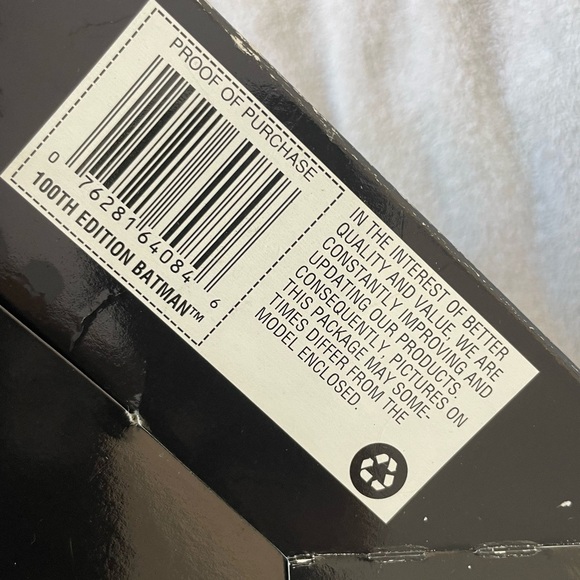 PROOF OF PURCHASE
0 76281 64084 6
100TH EDITION BATMAN™
IN THE INTEREST OF BETTER
QUALITY AND VALUE, WE ARE
CONSTANTLY IMPROVING AND
UPDATING OUR PRODUCTS.
CONSEQUENTLY, PICTURES ON
THIS PACKAGE MAY SOME-
TIMES DIFFER FROM THE
MODEL ENCLOSED.